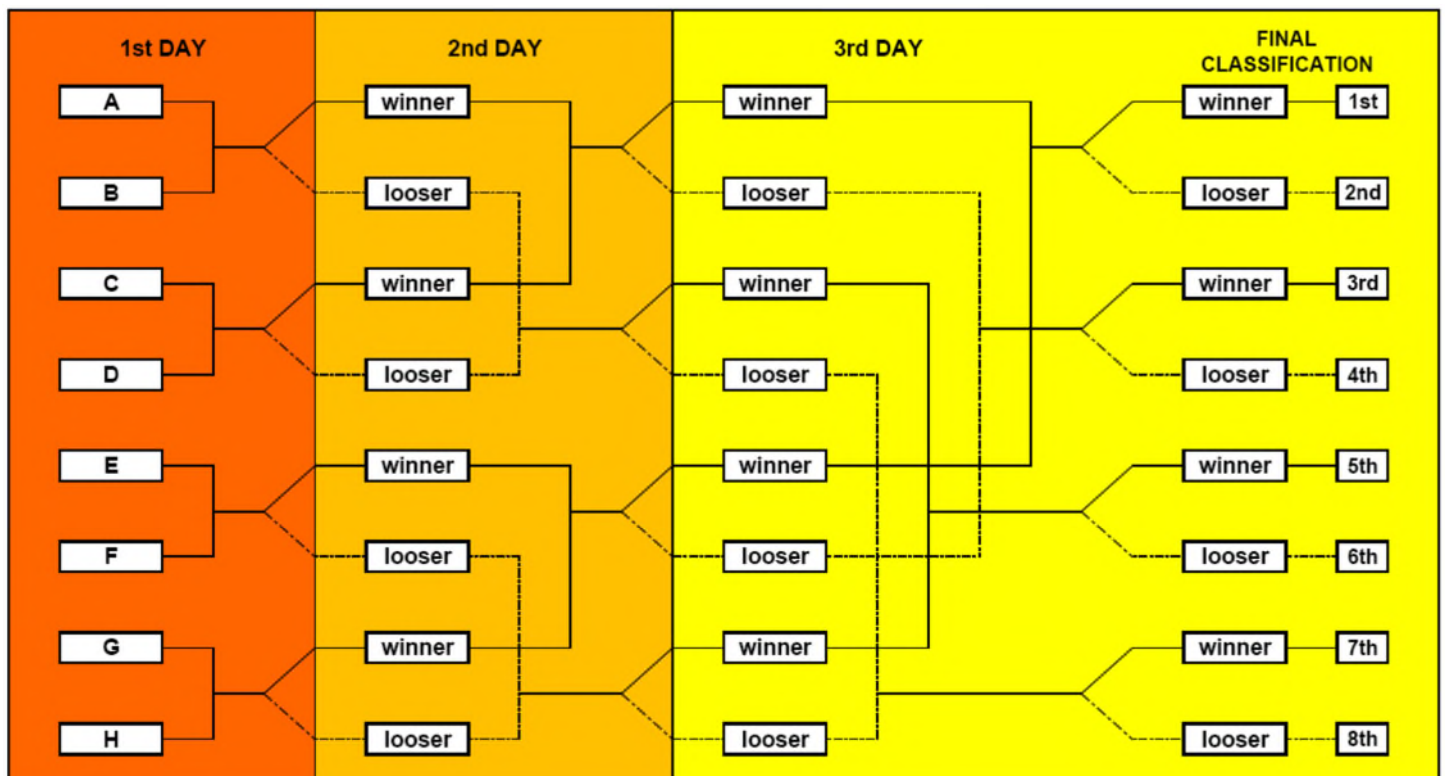 1st DAY 2nd DAY 3rd DAY FINAL
CLASSIFICATION
A winner winner winner 1st
B looser looser looser 2nd
C winner winner winner 3rd
D looser looser looser 4th
E winner winner winner 5th
F looser looser looser 6th
G winner winner winner 7th
H looser looser looser 8th